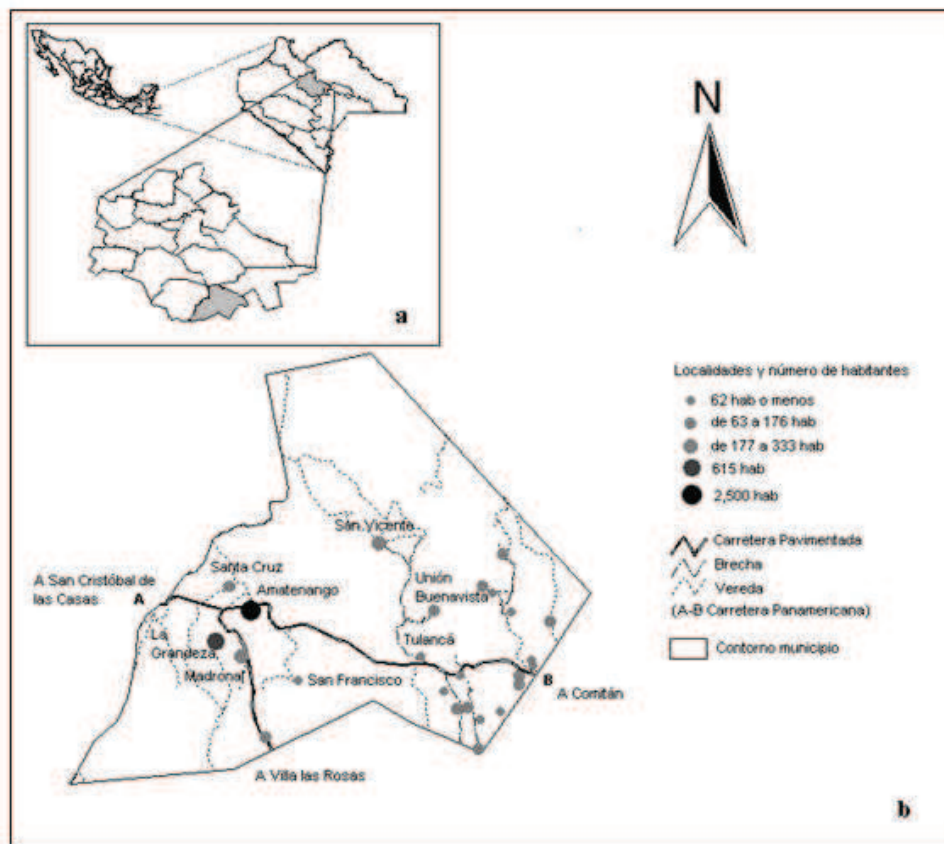 a
N
Localidades y número de habitantes
62 hab o menos
de 63 a 176 hab
de 177 a 333 hab
615 hab
2,500 hab
Carretera Pavimentada
Brecha
Vereda
(A-B Carretera Panamericana)
Contorno municipio
San Vicente
Santa Cruz
Amatenango
Unión
Buenavista
A San Cristóbal de
las Casas
A
La
Grandeza
Madronal
Tulancá
San Francisco
B
A Comitán
A Villa las Rosas
b